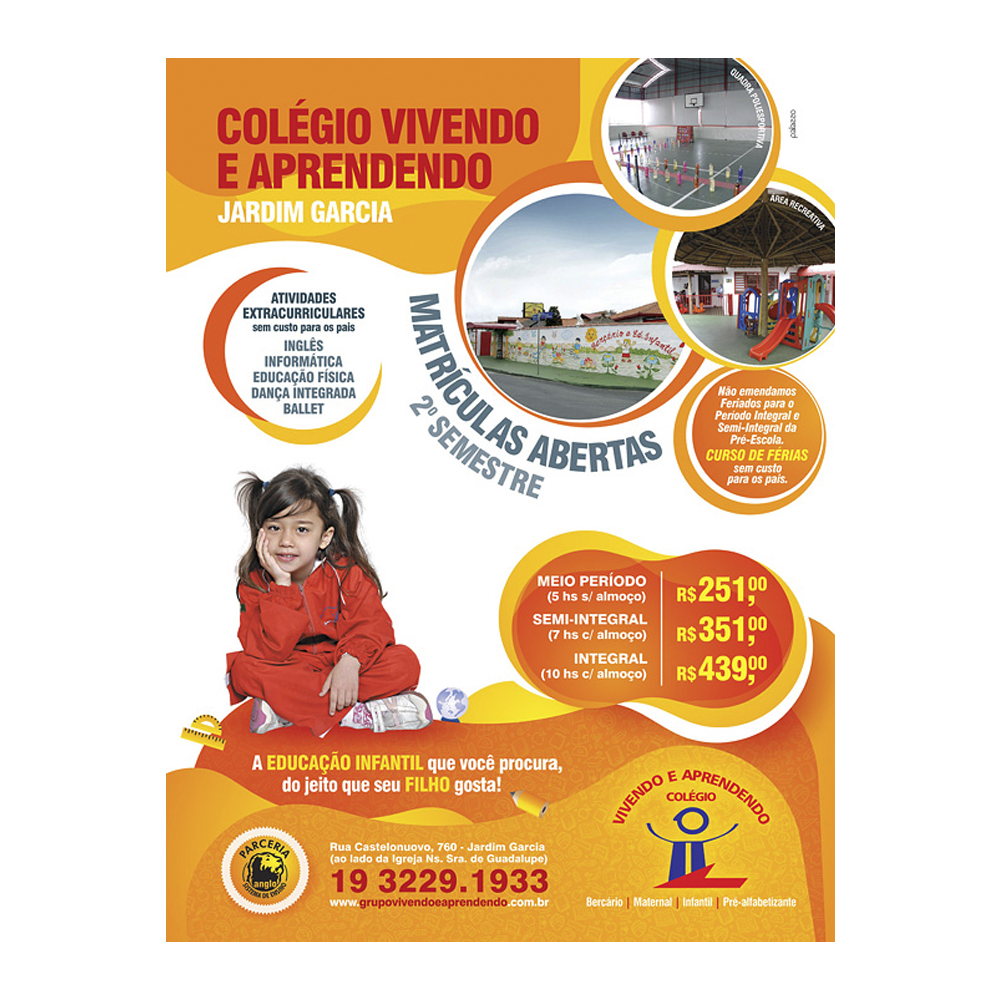 COLÉGIO VIVENDO
E APRENDENDO
JARDIM GARCIA
QUADRA POLIESPORTIVA
palazzo
ÁREA RECREATIVA
ATIVIDADES
EXTRACURRICULARES
sem custo para os pais
INGLÊS
INFORMÁTICA
EDUCAÇÃO FÍSICA
DANÇA INTEGRADA
BALLET
Berçário e Ed. Infantil
MATRÍCULAS ABERTAS
2º SEMESTRE
Não emendamos
Feriados para o
Período Integral e
Semi-Integral da
Pré-Escola.
CURSO DE FÉRIAS
sem custo
para os pais.
MEIO PERÍODO
(5 hs s/ almoço)
R$ 251,00
SEMI-INTEGRAL
(7 hs c/ almoço)
R$ 351,00
INTEGRAL
(10 hs c/ almoço)
R$ 439,00
A EDUCAÇÃO INFANTIL que você procura,
do jeito que seu FILHO gosta!
VIVENDO E APRENDENDO
COLÉGIO
Berçário | Maternal | Infantil | Pré-alfabetizante
PARCERIA
anglo
SISTEMA DE ENSINO
Rua Castelonuovo, 760 - Jardim Garcia
(ao lado da Igreja Ns. Sra. de Guadalupe)
19 3229.1933
www.grupovivendoeaprendendo.com.br